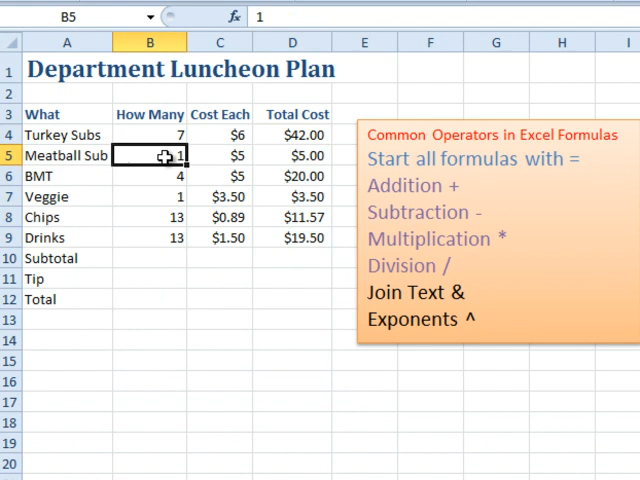 B5 fx 1
A B C D E F G H I
1 Department Luncheon Plan
2
3 What How Many Cost Each Total Cost
4 Turkey Subs 7 $6 $42.00
5 Meatball Sub 1 $5 $5.00
6 BMT 4 $5 $20.00
7 Veggie 1 $3.50 $3.50
8 Chips 13 $0.89 $11.57
9 Drinks 13 $1.50 $19.50
10 Subtotal
11 Tip
12 Total
13
14
15
16
17
18
19
20
Common Operators in Excel Formulas
Start all formulas with =
Addition +
Subtraction -
Multiplication *
Division /
Join Text &
Exponents ^